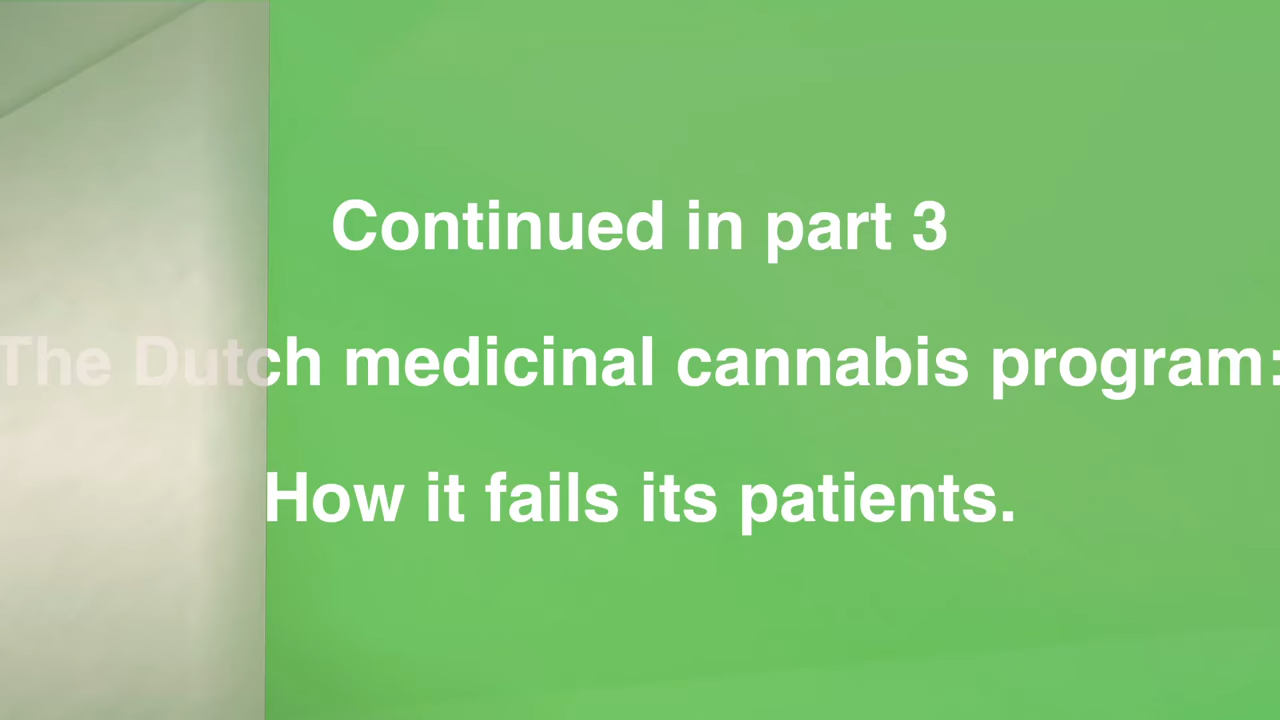 Continued in part 3
The Dutch medicinal cannabis program:
How it fails its patients.